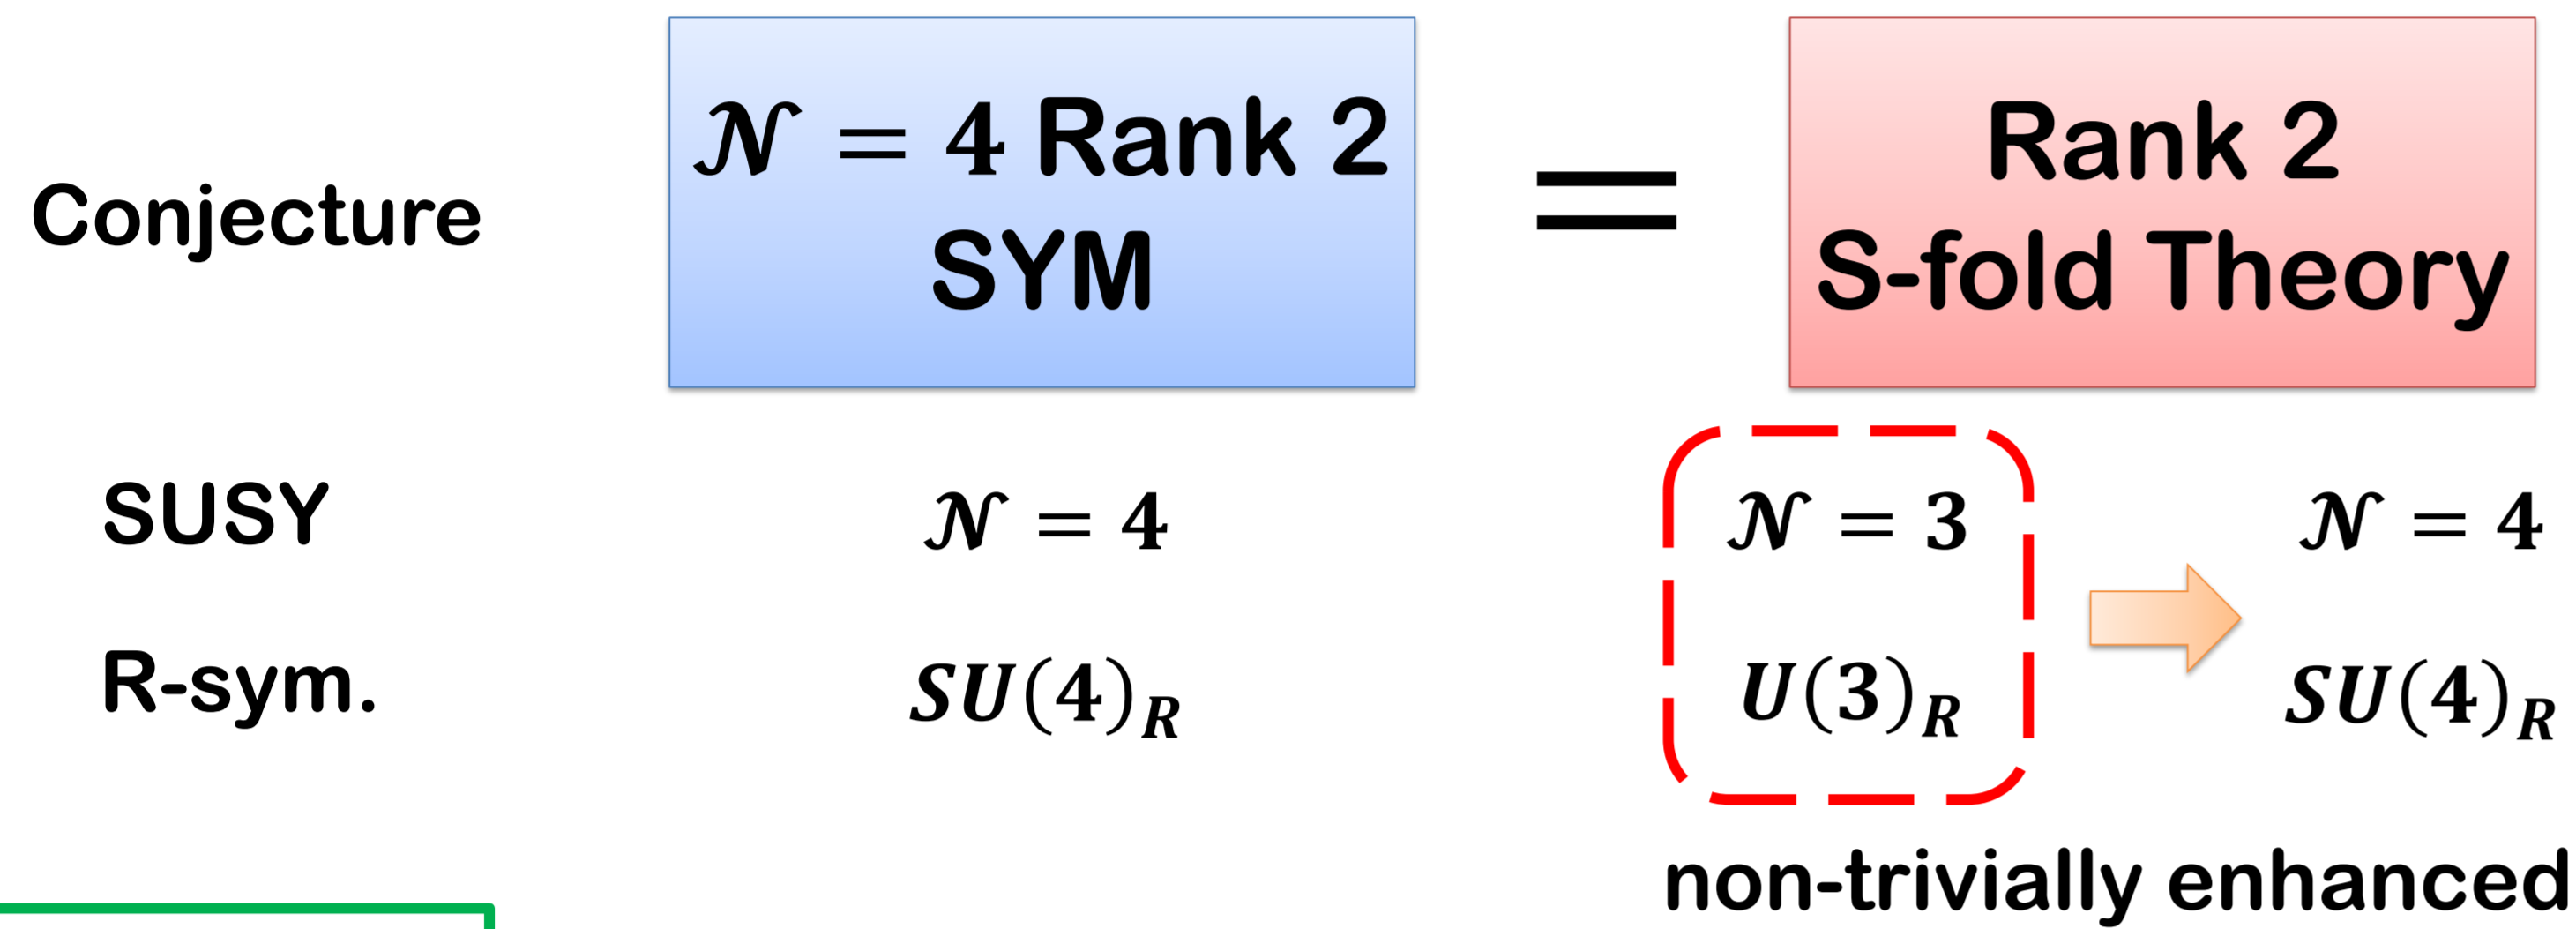 Conjecture
𝒩 = 4 Rank 2
SYM
=
Rank 2
S-fold Theory
SUSY
𝒩 = 4
𝒩 = 3
𝒩 = 4
R-sym.
SU(4)_R
U(3)_R
SU(4)_R
non-trivially enhanced